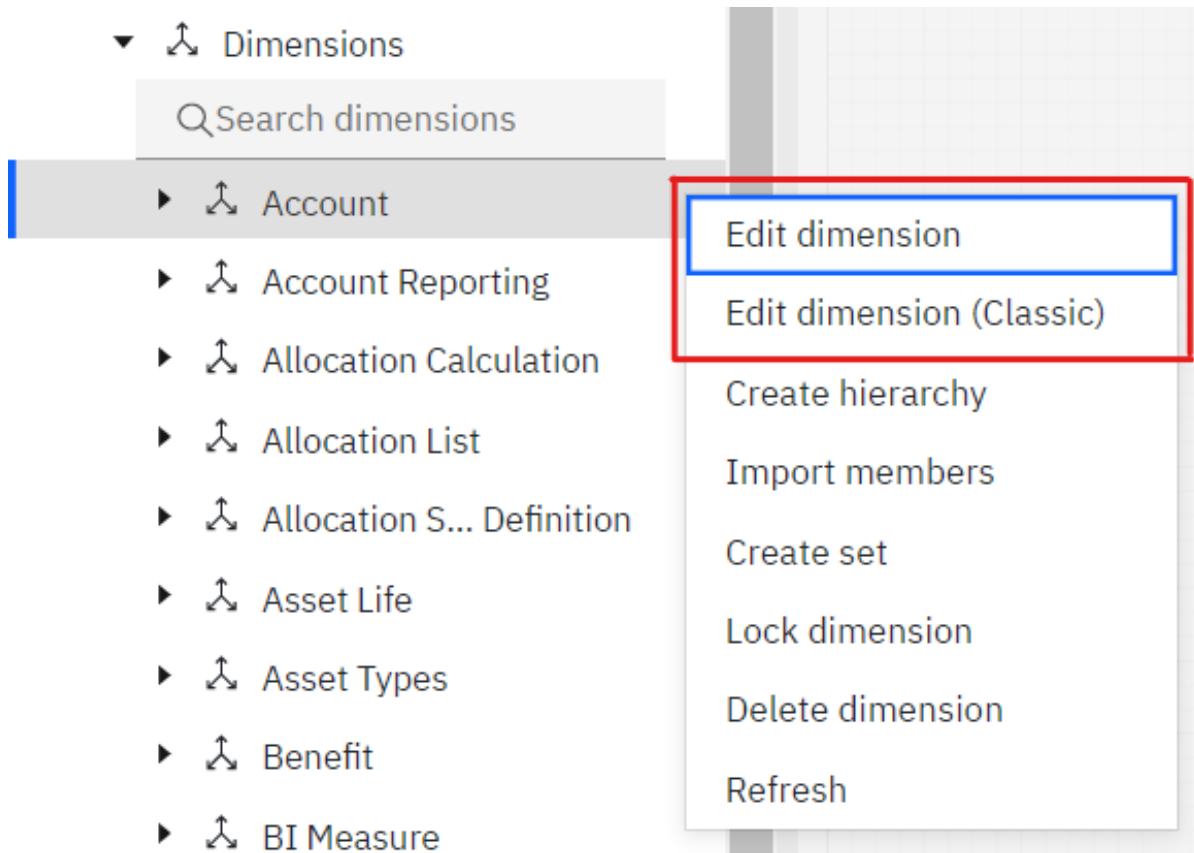 Dimensions
Search dimensions
Account
Account Reporting
Allocation Calculation
Allocation List
Allocation S... Definition
Asset Life
Asset Types
Benefit
BI Measure
Edit dimension
Edit dimension (Classic)
Create hierarchy
Import members
Create set
Lock dimension
Delete dimension
Refresh